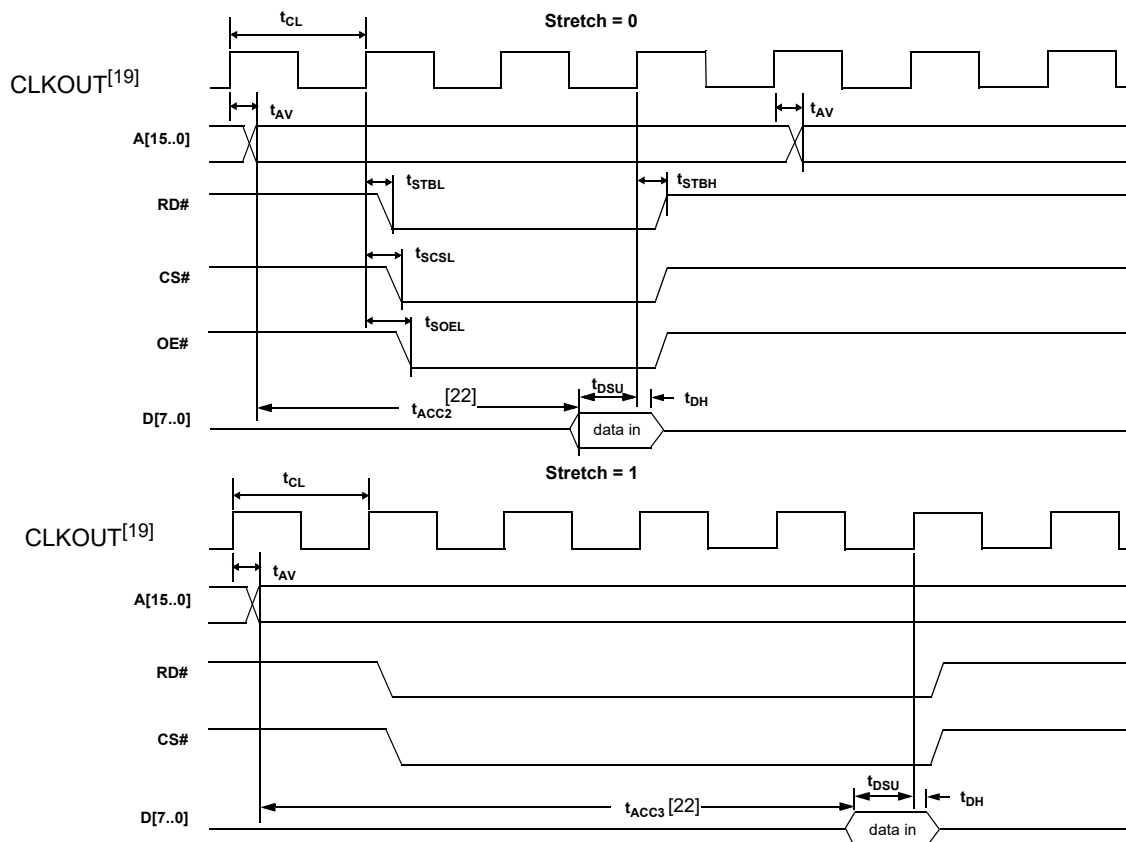 Stretch = 0
tCL
CLKOUT[19]
tAV
tAV
A[15..0]
tSTBL
tSTBH
RD#
tSCSL
CS#
tSOEL
OE#
tDSU
tDH
tACC2[22]
D[7..0]
data in
Stretch = 1
tCL
CLKOUT[19]
tAV
A[15..0]
RD#
CS#
tDSU
tDH
tACC3 [22]
D[7..0]
data in